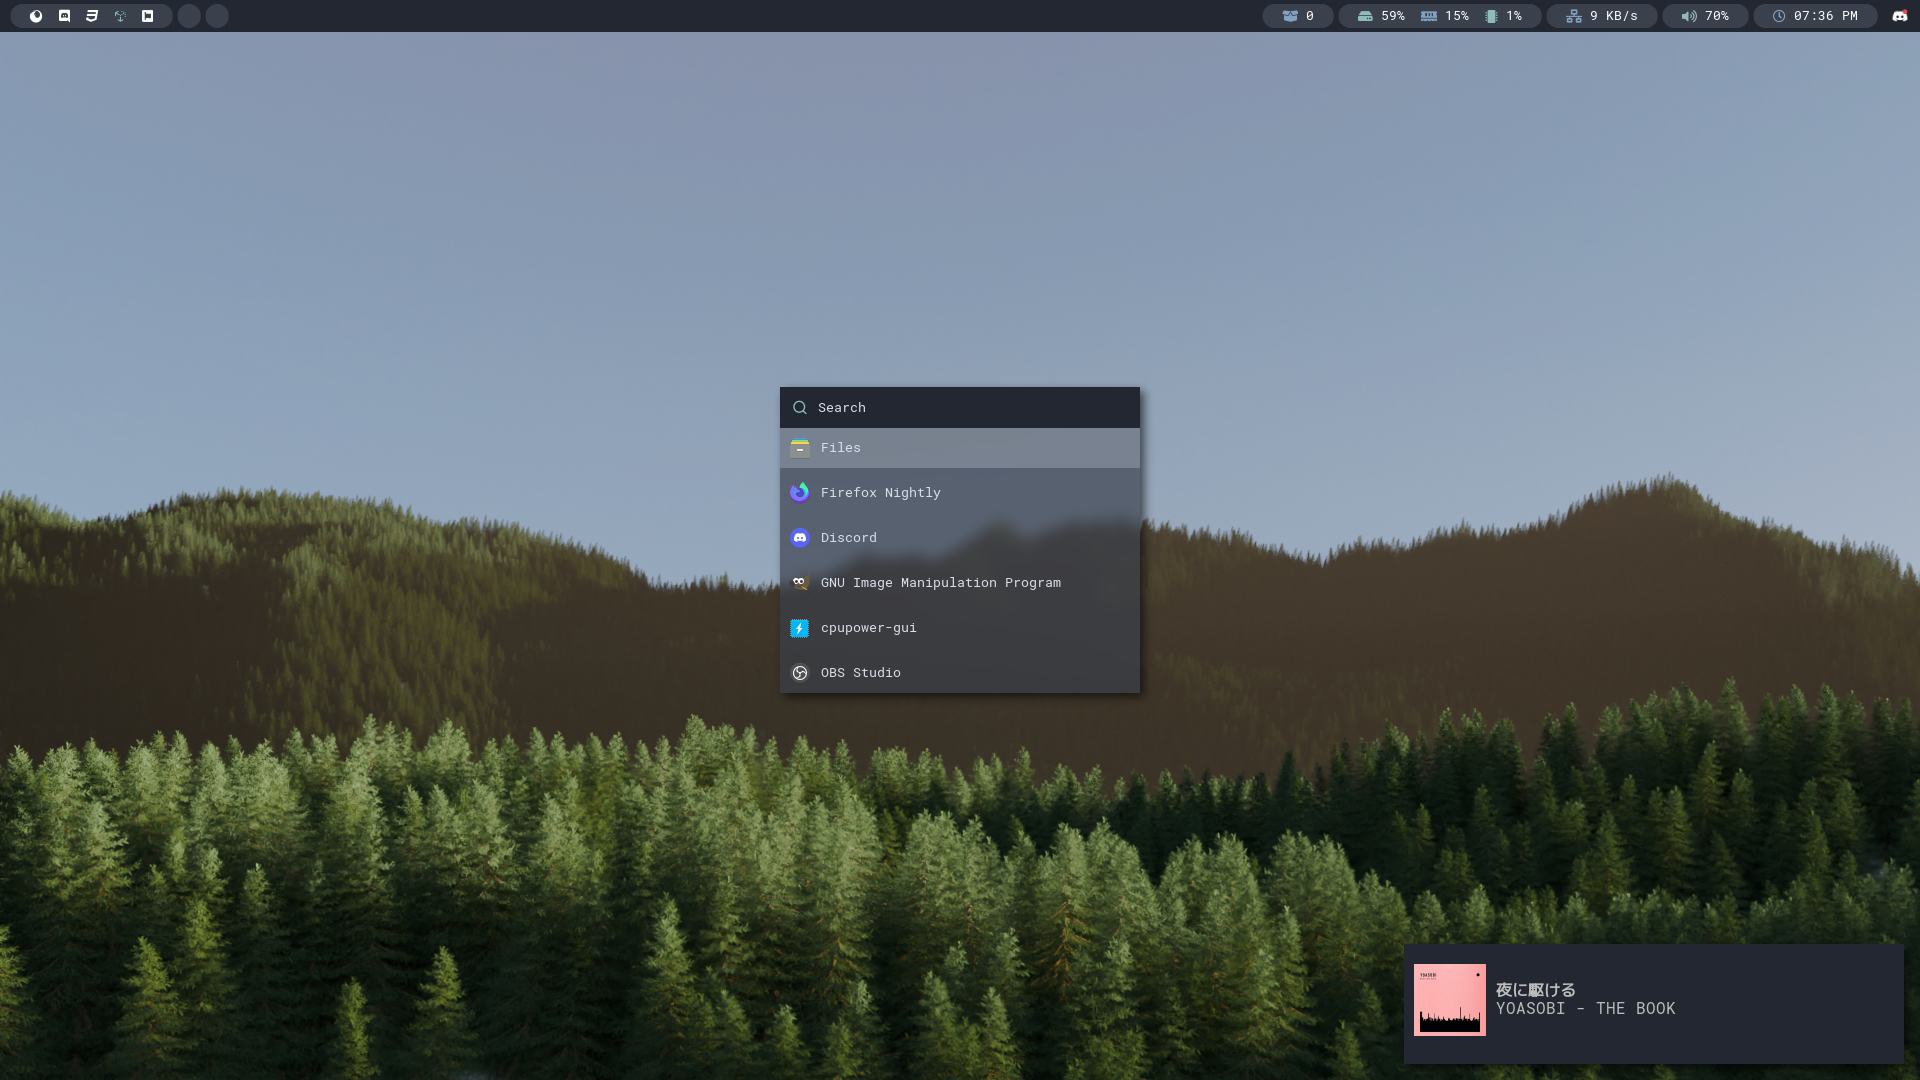 0
59%
15%
1%
9 KB/s
70%
07:36 PM
Search
Files
Firefox Nightly
Discord
GNU Image Manipulation Program
cpupower-gui
OBS Studio
YOASOBI
夜に駆ける
YOASOBI - THE BOOK